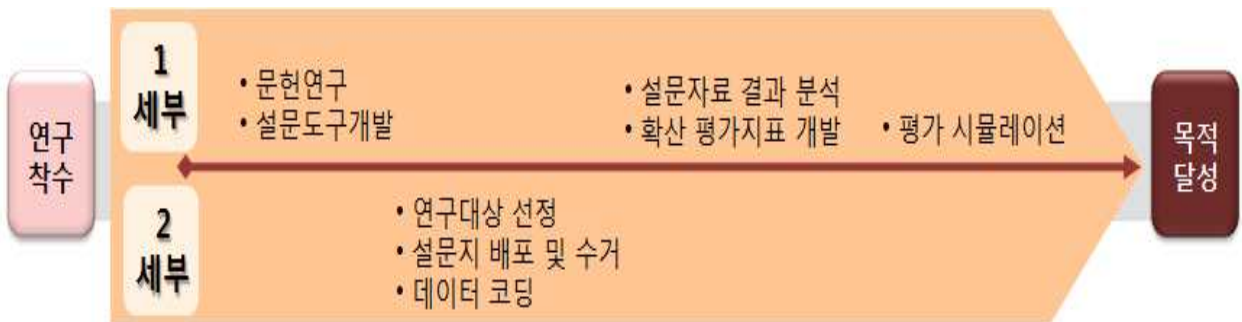 연구
착수
1
세부
• 문헌연구
• 설문도구개발
• 설문자료 결과 분석
• 확산 평가지표 개발
• 평가 시뮬레이션
2
세부
• 연구대상 선정
• 설문지 배포 및 수거
• 데이터 코딩
목적
달성